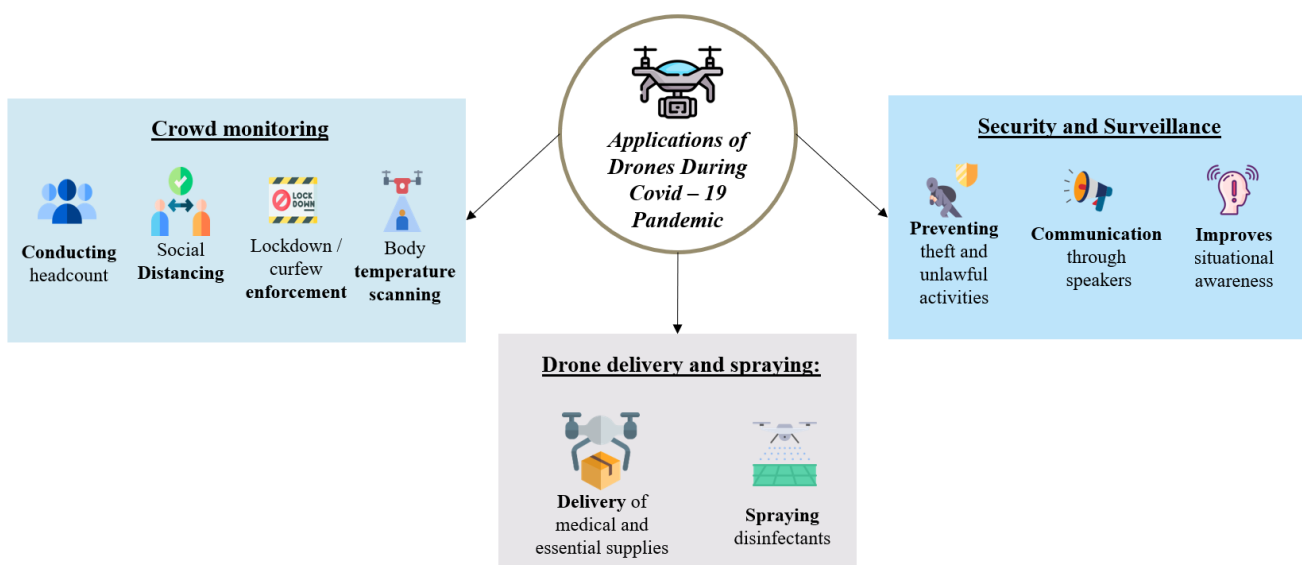 Applications of
Drones During
Covid – 19
Pandemic
Crowd monitoring
LOCK
DOWN
Conducting
headcount
Social
Distancing
Lockdown /
curfew
enforcement
Body
temperature
scanning
Drone delivery and spraying:
Delivery of
medical and
essential supplies
Spraying
disinfectants
Security and Surveillance
Preventing
theft and
unlawful
activities
Communication
through
speakers
Improves
situational
awareness